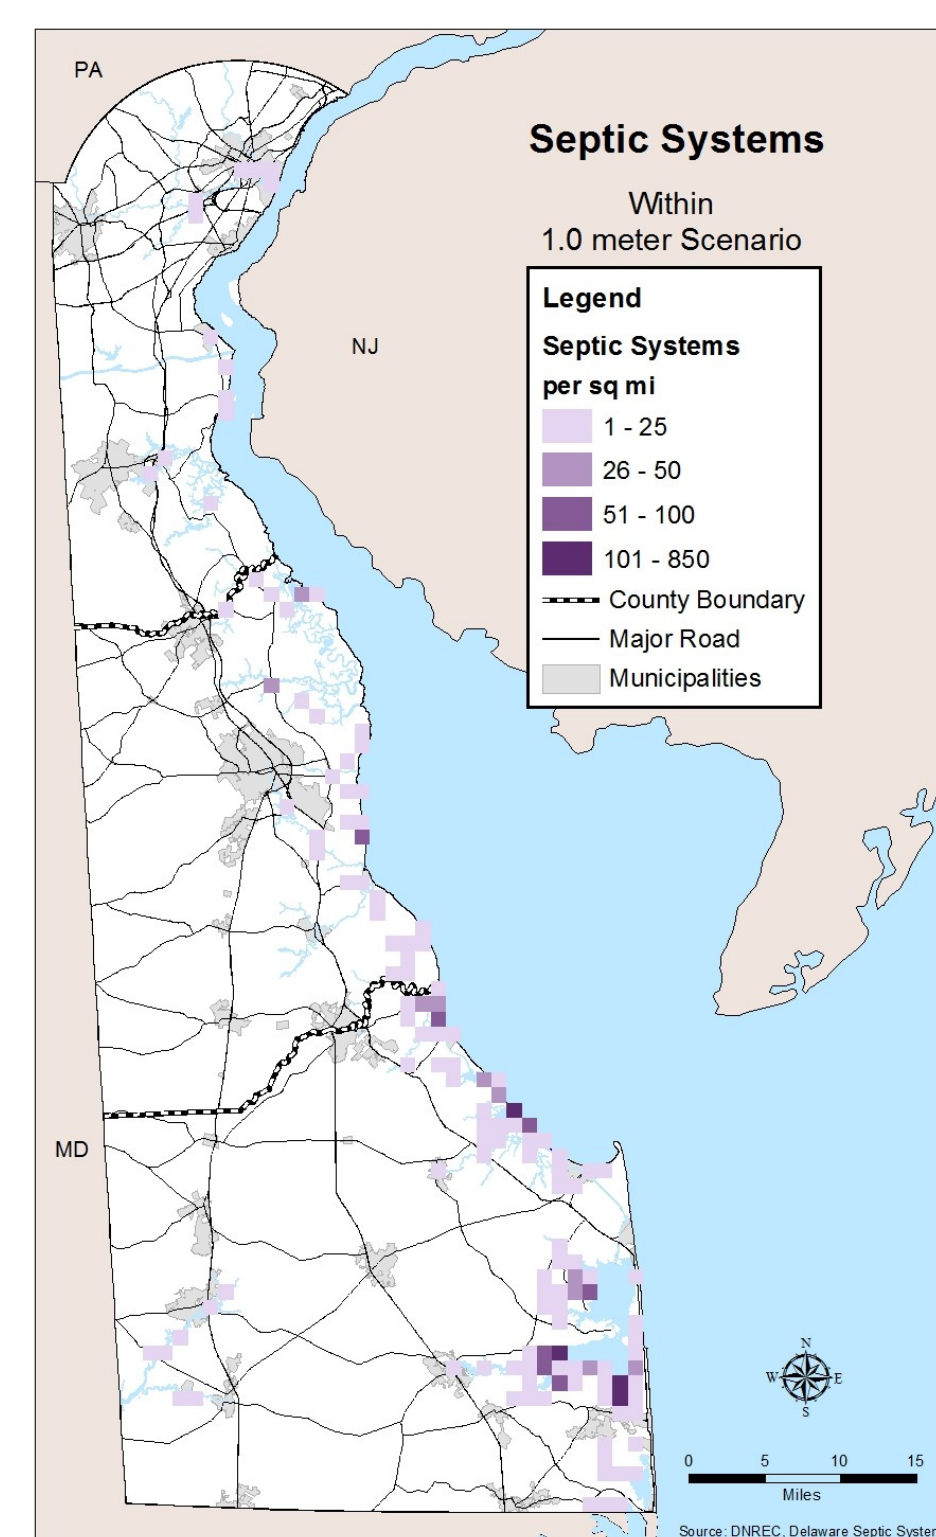 PA
Septic Systems
Within
1.0 meter Scenario
Legend
Septic Systems
per sq mi
1 - 25
26 - 50
51 - 100
101 - 850
County Boundary
Major Road
Municipalities
NJ
MD
N
W E
S
0 5 10 15
Miles
Source: DNREC, Delaware Septic System